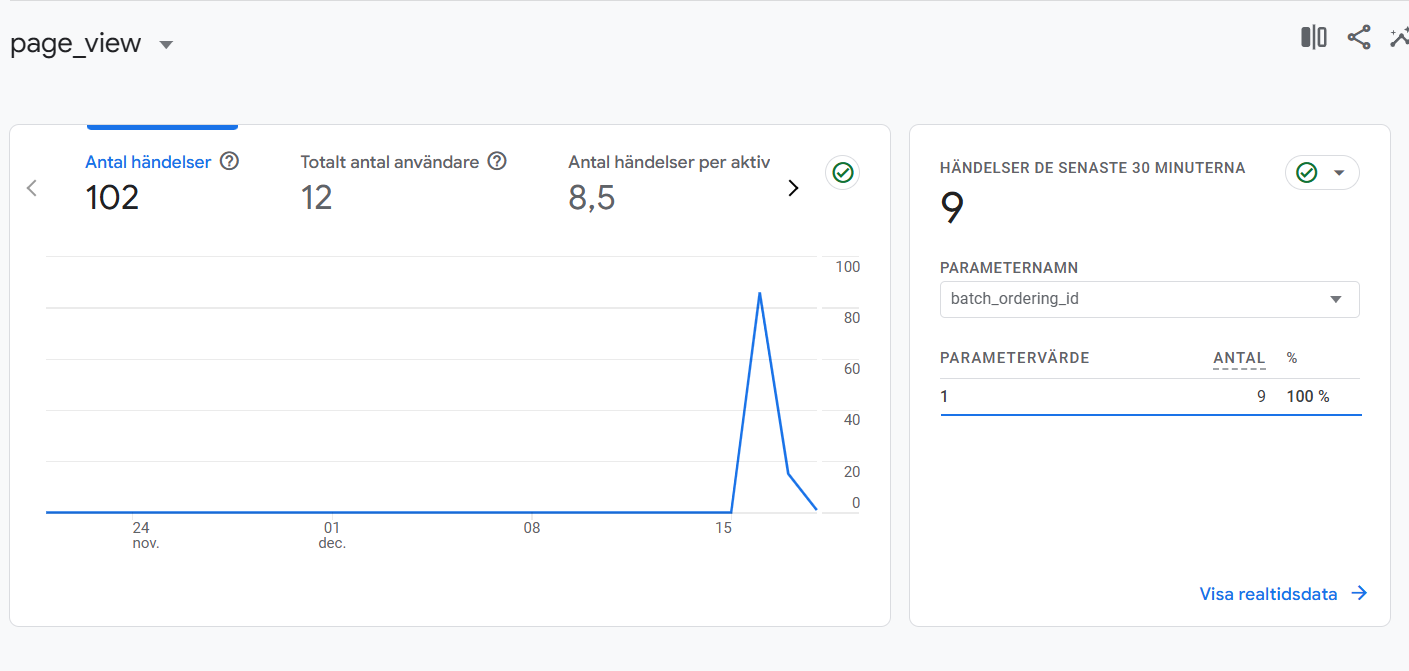 page_view
Antal händelser
102
Totalt antal användare
12
Antal händelser per aktiv
8,5
100
80
60
40
20
0
24
nov.
01
dec.
08
15
HÄNDELSER DE SENASTE 30 MINUTERNA
9
PARAMETERNAMN
batch_ordering_id
PARAMETERVÄRDE ANTAL %
1 9 100 %
Visa realtidsdata